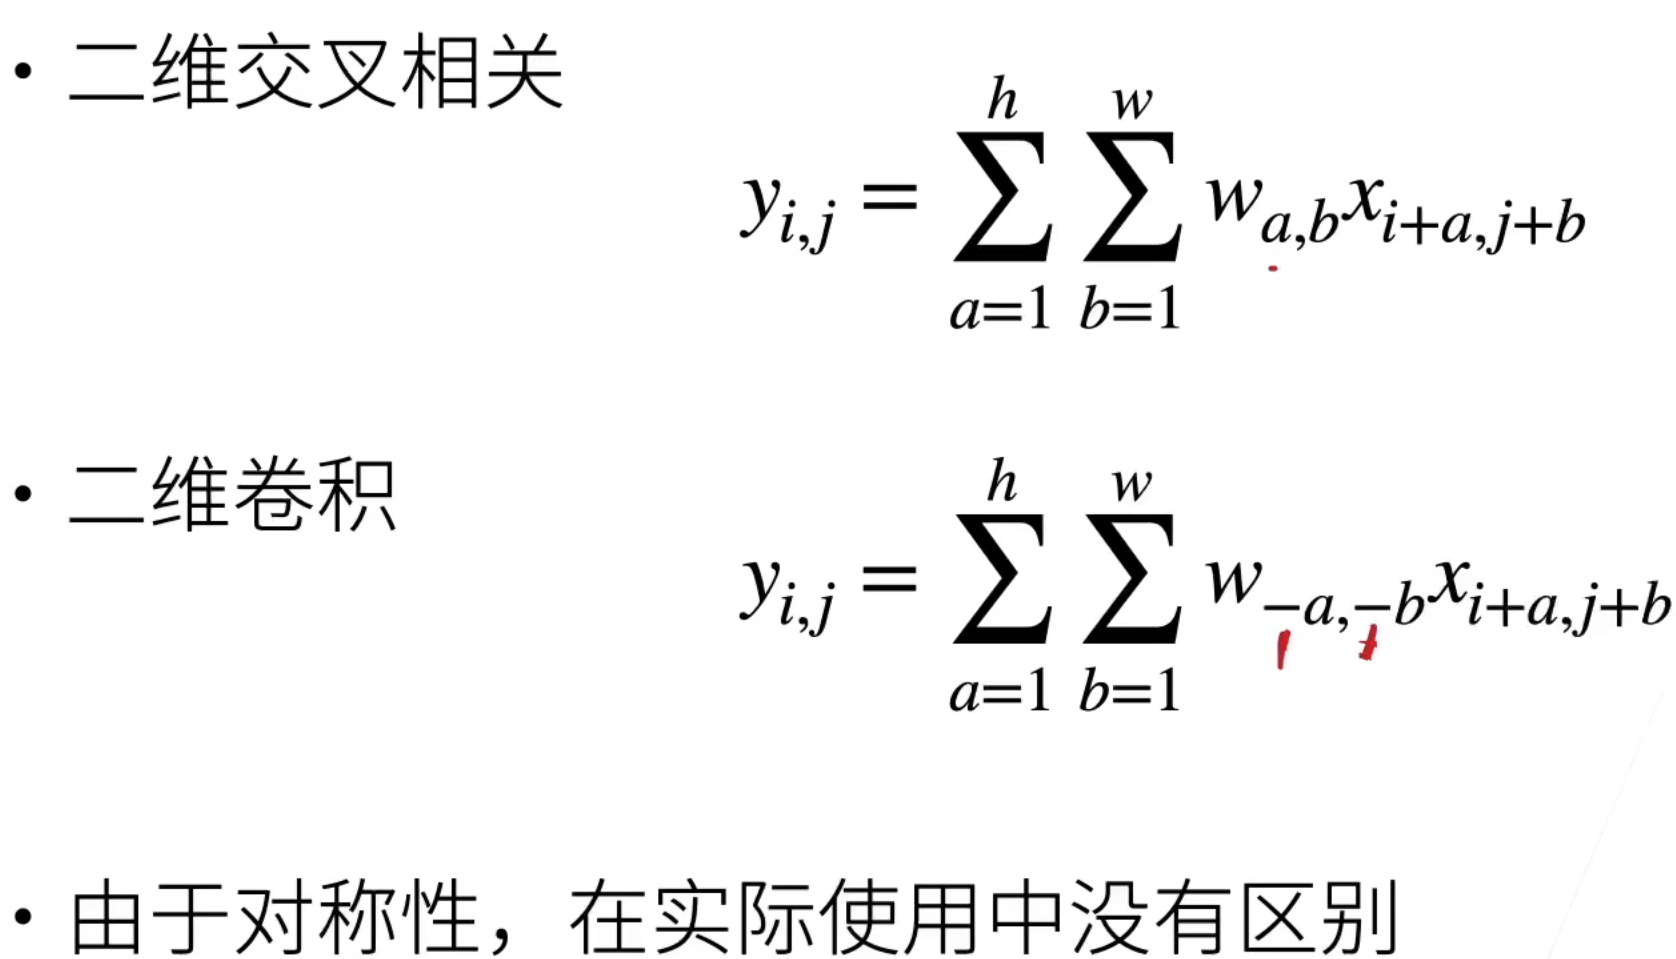 • 二维交叉相关
y_{i,j} = \sum_{a=1}^{h} \sum_{b=1}^{w} w_{a,b} x_{i+a,j+b}
• 二维卷积
y_{i,j} = \sum_{a=1}^{h} \sum_{b=1}^{w} w_{-a,-b} x_{i+a,j+b}
• 由于对称性，在实际使用中没有区别